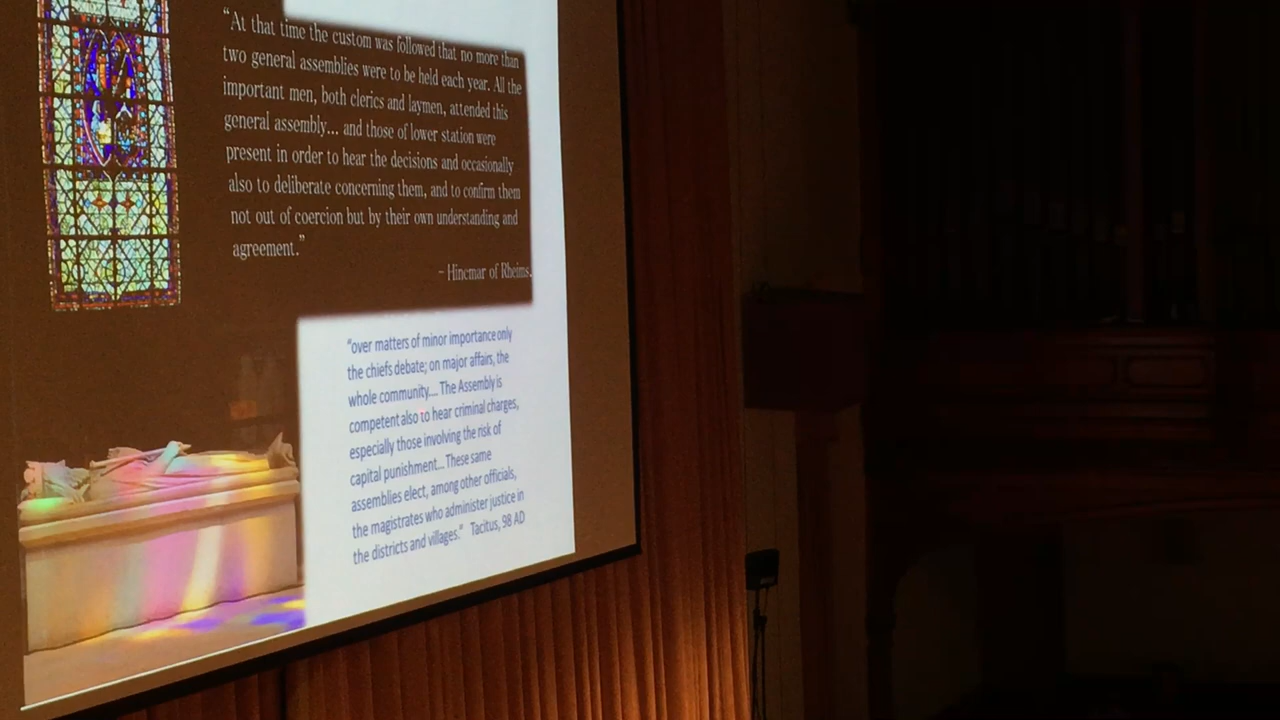 “At that time the custom was followed that no more than
two general assemblies were to be held each year. All the
important men, both clerics and laymen, attended this
general assembly... and those of lower station were
present in order to hear the decisions and occasionally
also to deliberate concerning them, and to confirm them
not out of coercion but by their own understanding and
agreement.”
~ Hincmar of Rheims.
“over matters of minor importance only
the chiefs debate; on major affairs, the
whole community.... The Assembly is
competent also to hear criminal charges,
especially those involving the risk of
capital punishment... These same
assemblies elect, among other officials,
the magistrates who administer justice in
the districts and villages.” Tacitus, 98 AD